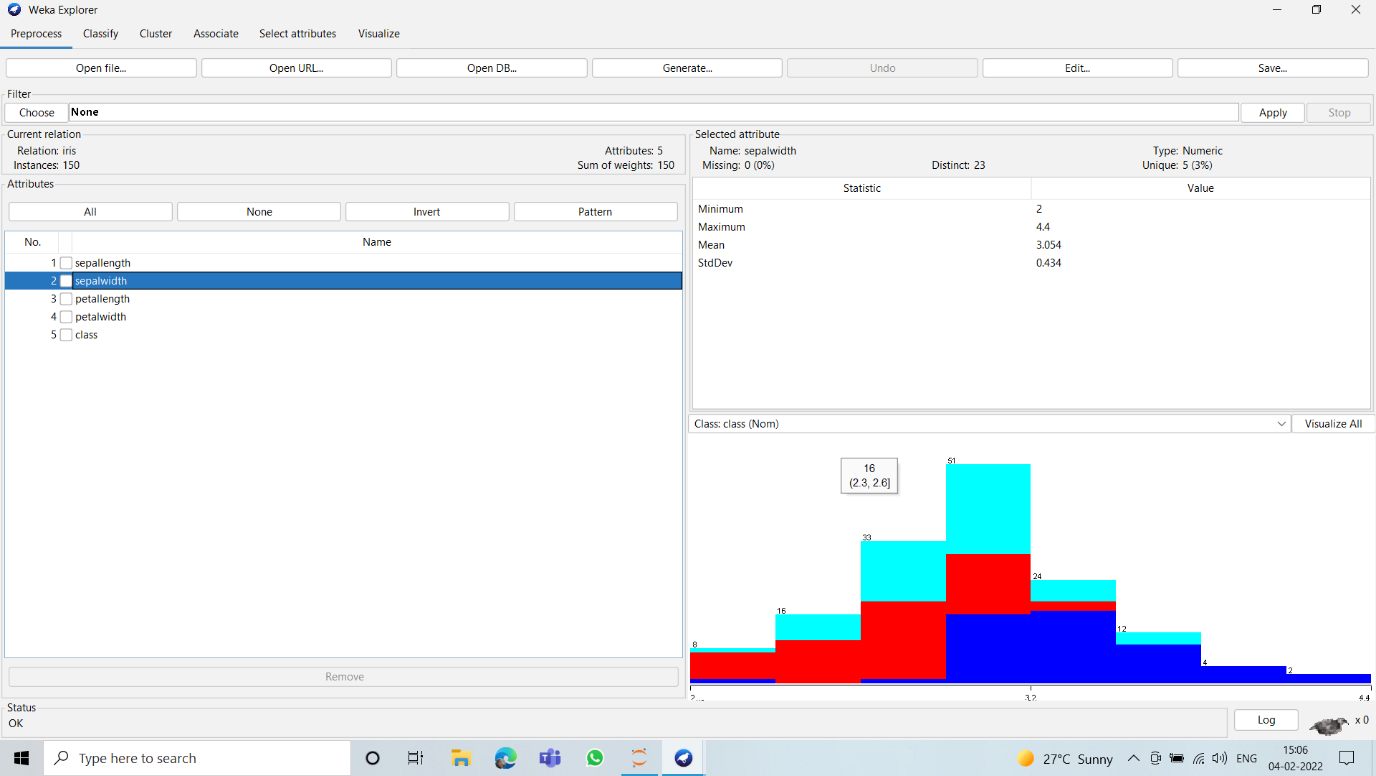 Weka Explorer
Preprocess Classify Cluster Associate Select attributes Visualize
Open file... Open URL... Open DB... Generate... Undo Edit... Save...
Filter
Choose None Apply Stop
Current relation
Relation: iris Attributes: 5
Instances: 150 Sum of weights: 150
Attributes
All None Invert Pattern
No. Name
1 sepallength
2 sepalwidth
3 petallength
4 petalwidth
5 class
Remove
Selected attribute
Name: sepalwidth Type: Numeric
Missing: 0 (0%) Distinct: 23 Unique: 5 (3%)
Statistic Value
Minimum 2
Maximum 4.4
Mean 3.054
StdDev 0.434
Class: class (Nom) Visualize All
16
(2.3, 2.6]
51
33
24
16
12
8
4
2
2 3.2 4.4
Status
OK
Log x 0
Type here to search
27°C Sunny ENG
15:06
04-02-2022